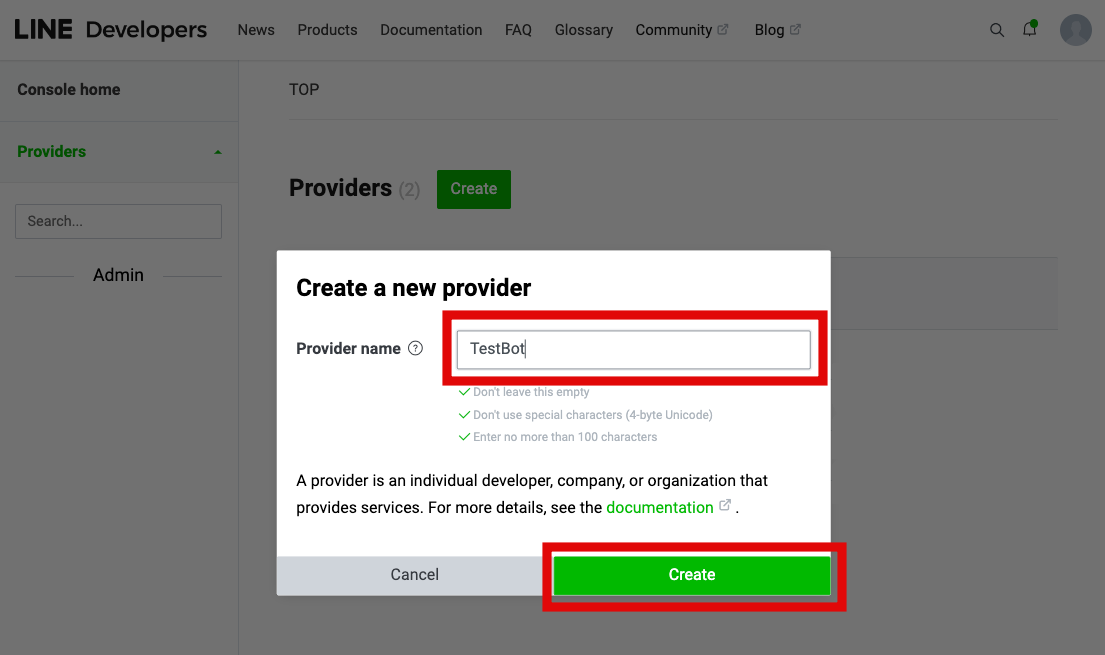 LINE Developers News Products Documentation FAQ Glossary Community Blog
Console home
TOP
Providers
Providers (2) Create
Search...
Admin
Create a new provider
Provider name ? TestBot
Don't leave this empty
Don't use special characters (4-byte Unicode)
Enter no more than 100 characters
A provider is an individual developer, company, or organization that
provides services. For more details, see the documentation .
Cancel Create